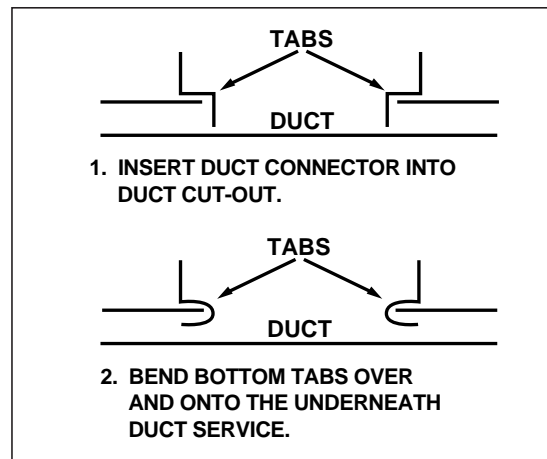 TABS
DUCT
1. INSERT DUCT CONNECTOR INTO
DUCT CUT-OUT.
TABS
DUCT
2. BEND BOTTOM TABS OVER
AND ONTO THE UNDERNEATH
DUCT SERVICE.